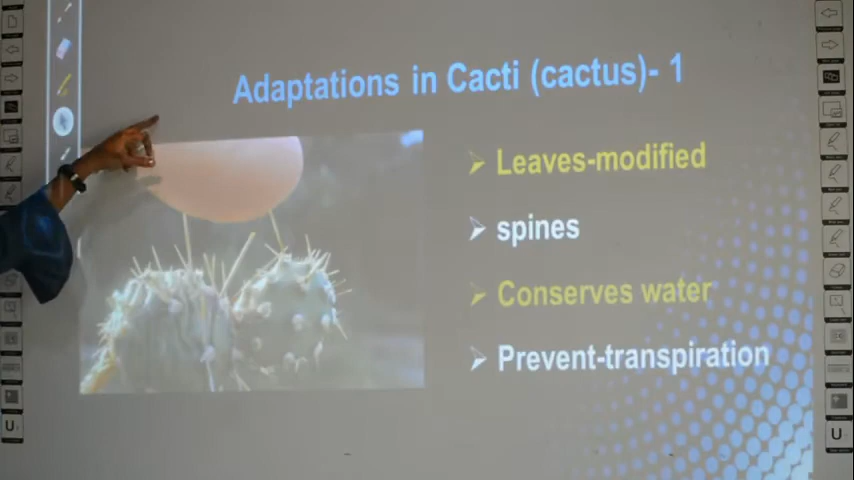 Adaptations in Cacti (cactus)- 1
Leaves-modified
spines
Conserves water
Prevent-transpiration
U
U